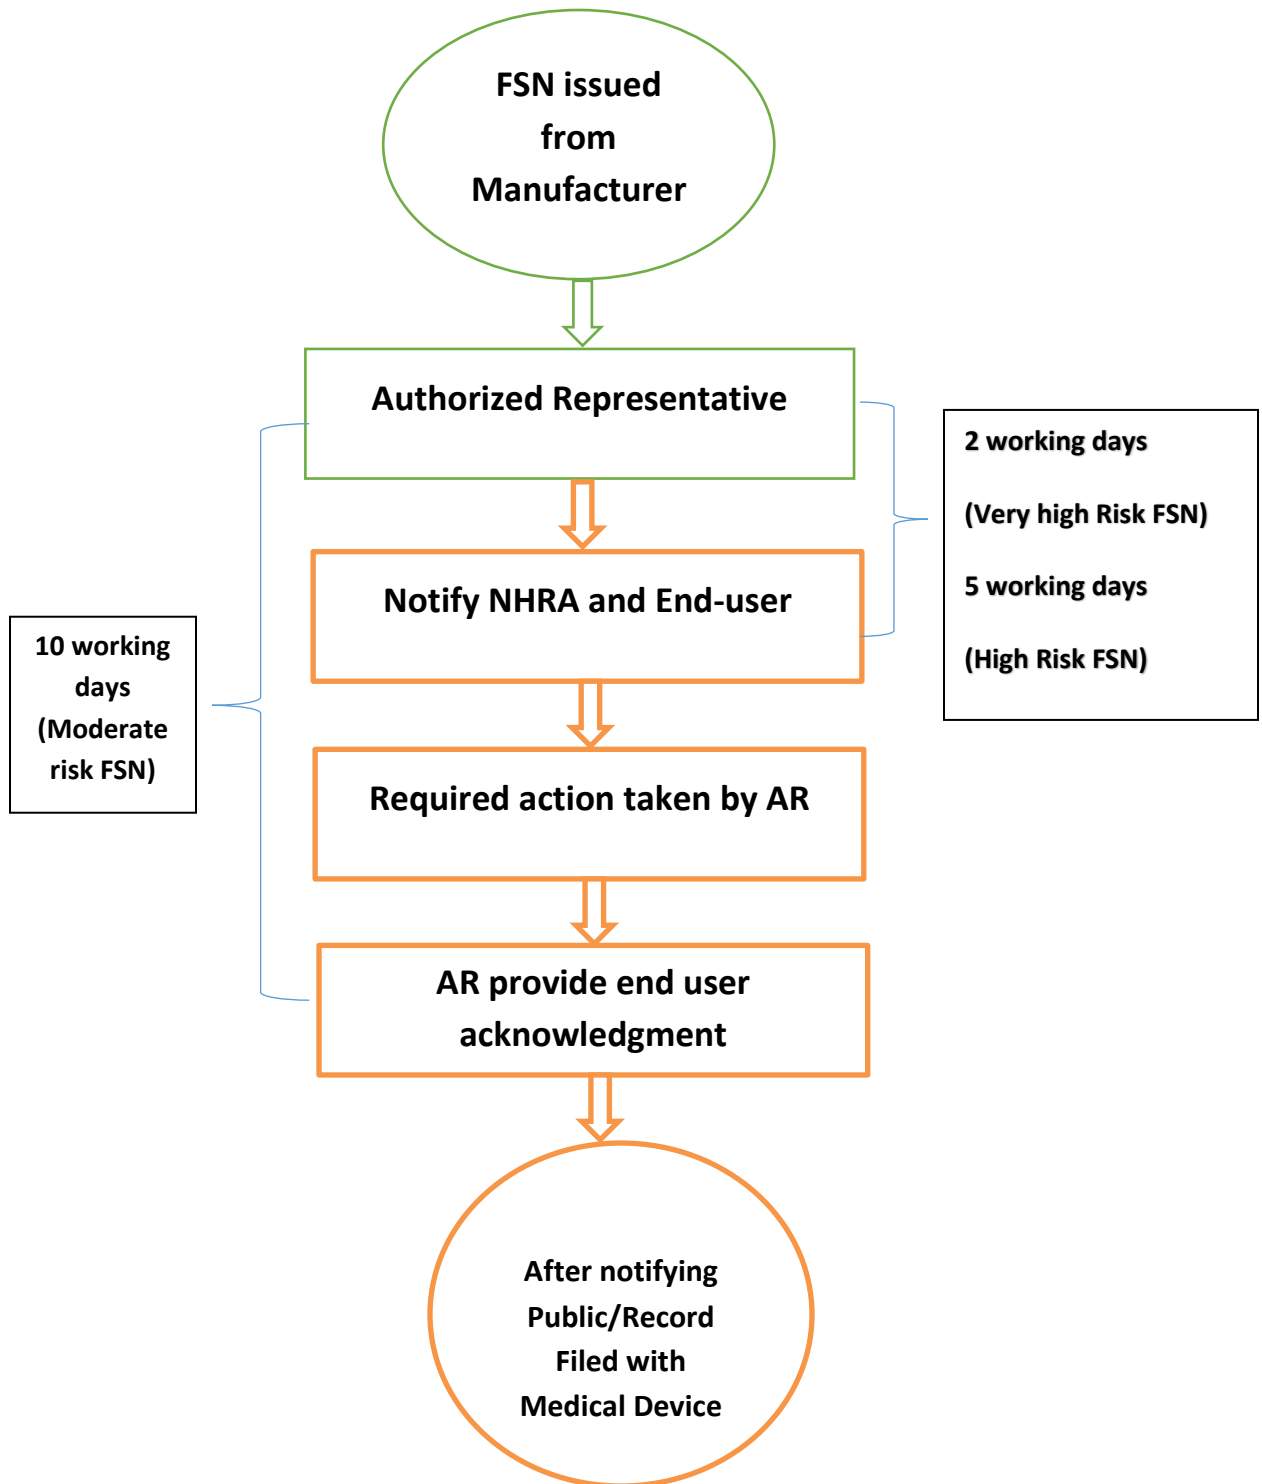 FSN issued
from
Manufacturer
Authorized Representative
2 working days
(Very high Risk FSN)
5 working days
(High Risk FSN)
Notify NHRA and End-user
10 working
days
(Moderate
risk FSN)
Required action taken by AR
AR provide end user
acknowledgment
After notifying
Public/Record
Filed with
Medical Device